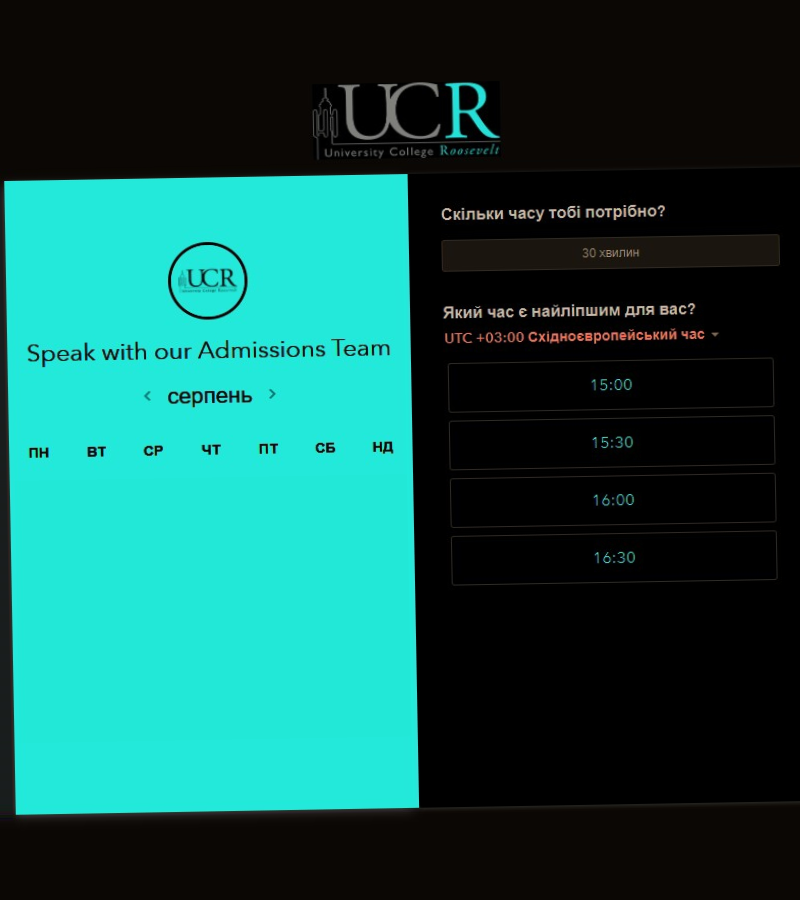 UCR
University College Roosevelt
UCR
Speak with our Admissions Team
серпень
ПН ВТ СР ЧТ ПТ СБ НД
Скільки часу тобі потрібно?
30 хвилин
Який час є найліпшим для вас?
UTC +03:00 Східноєвропейський час
15:00
15:30
16:00
16:30